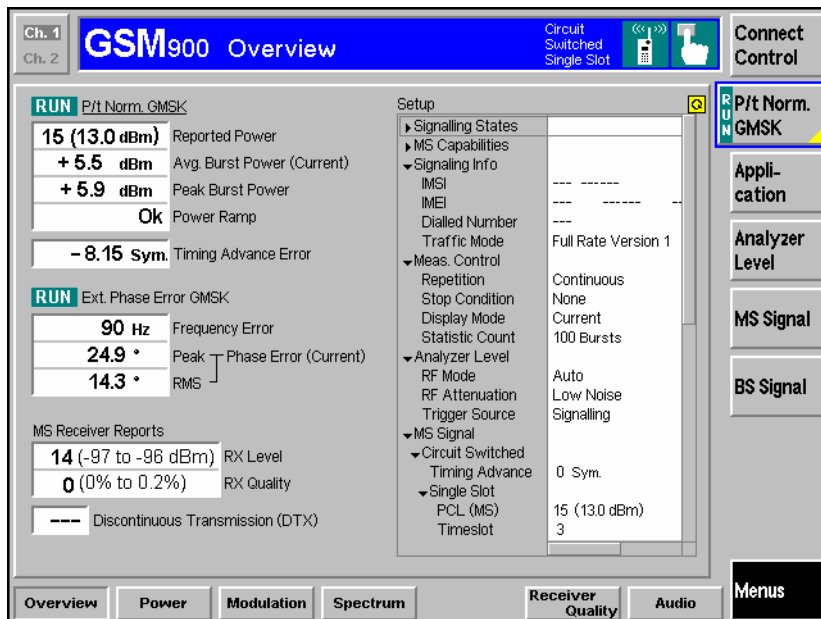 Ch. 1
Ch. 2
GSM900 Overview
Circuit
Switched
Single Slot
Connect
Control
RUN P/t Norm. GMSK
15 (13.0 dBm) Reported Power
+ 5.5 dBm Avg. Burst Power (Current)
+ 5.9 dBm Peak Burst Power
Ok Power Ramp
- 8.15 Sym. Timing Advance Error
RUN Ext. Phase Error GMSK
90 Hz Frequency Error
24.9 ° Peak Phase Error (Current)
14.3 ° RMS
MS Receiver Reports
14 (-97 to -96 dBm) RX Level
0 (0% to 0.2%) RX Quality
--- Discontinuous Transmission (DTX)
Setup
Signalling States
MS Capabilities
Signaling Info
IMSI --- ------
IMEI --- ------ --
Dialled Number ---
Traffic Mode Full Rate Version 1
Meas. Control
Repetition Continuous
Stop Condition None
Display Mode Current
Statistic Count 100 Bursts
Analyzer Level
RF Mode Auto
RF Attenuation Low Noise
Trigger Source Signalling
MS Signal
Circuit Switched
Timing Advance 0 Sym.
Single Slot
PCL (MS) 15 (13.0 dBm)
Timeslot 3
RUN P/t Norm.
GMSK
Appli-
cation
Analyzer
Level
MS Signal
BS Signal
Menus
Overview Power Modulation Spectrum Receiver
Quality Audio